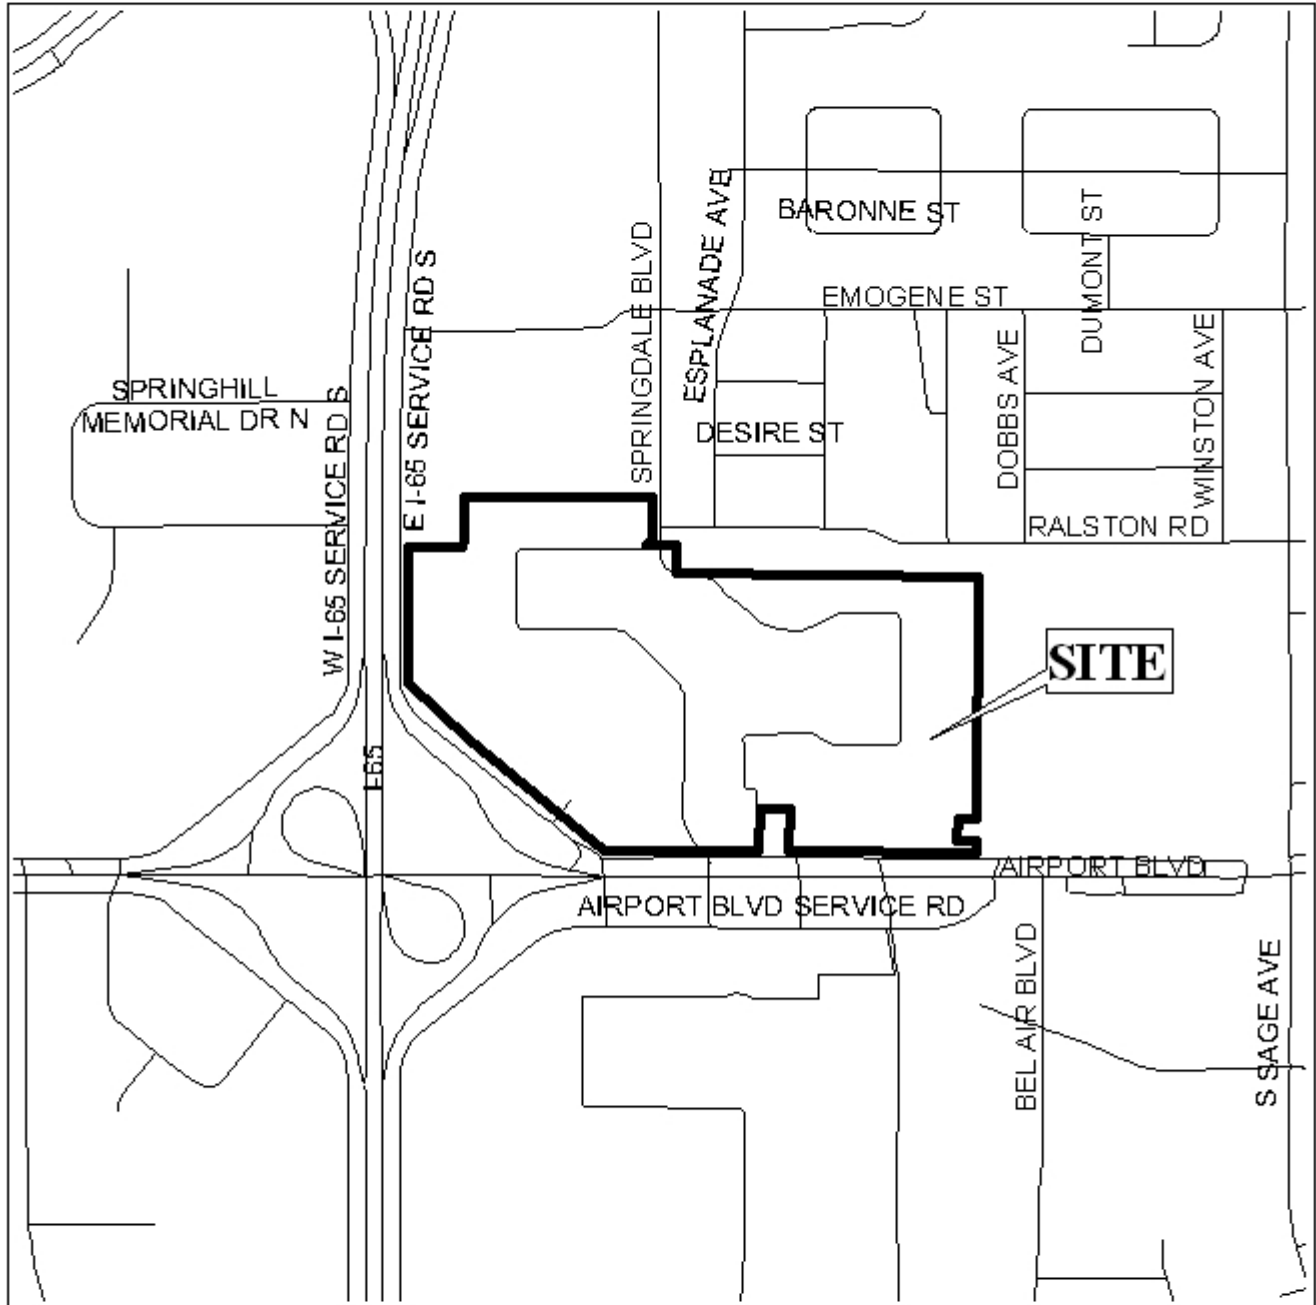 ESPLANADE AVE
BARONNE ST
DUMONT ST
SPRINGDALE BLVD
E I-65 SERVICE RD S
EMOGENE ST
DOBBS AVE
WINSTON AVE
SPRINGHILL
MEMORIAL DR N
W I-65 SERVICE RD S
DESIRE ST
RALSTON RD
SITE
I-65
AIRPORT BLVD
AIRPORT BLVD SERVICE RD
BEL AIR BLVD
S SAGE AVE